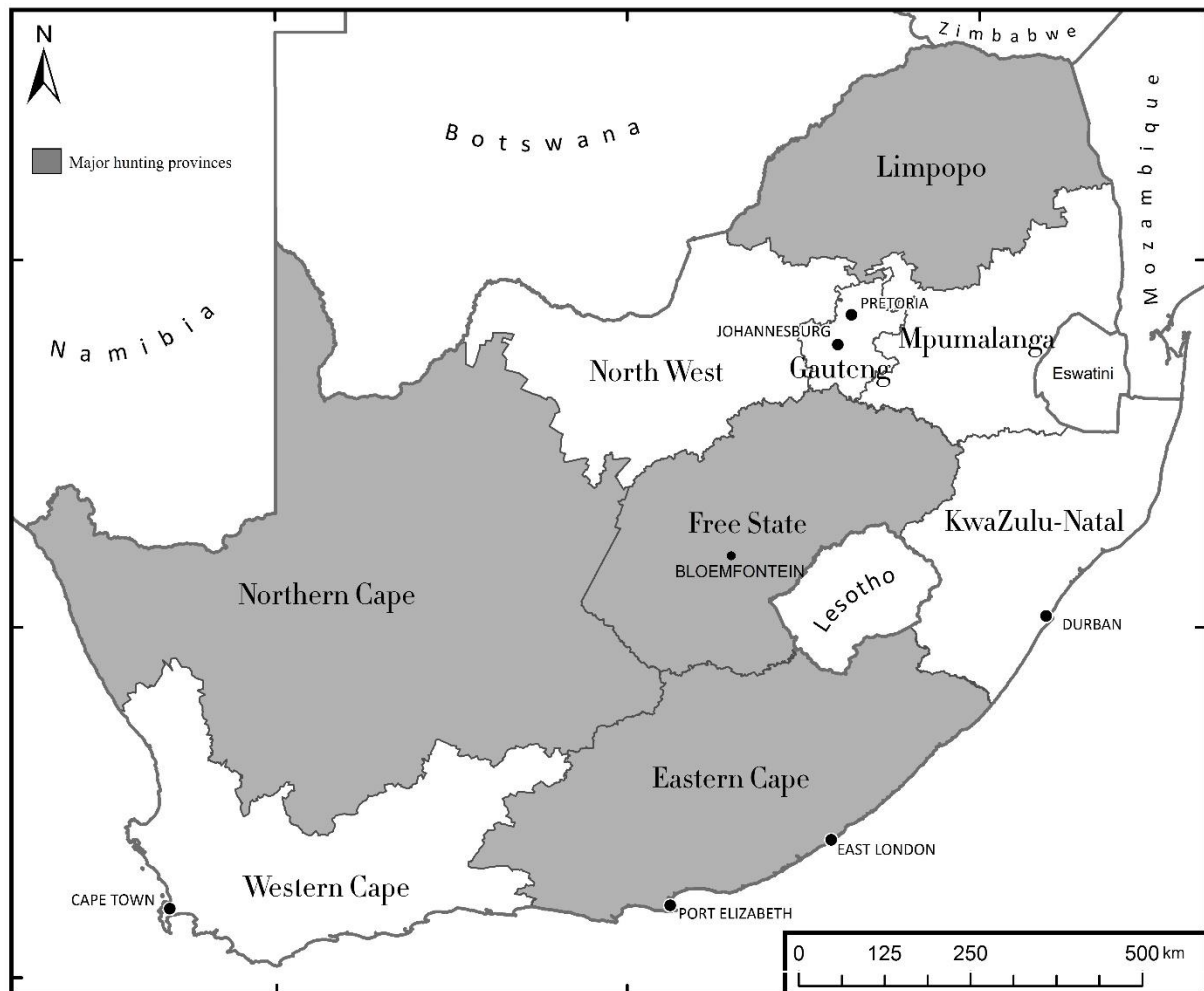 N
Zimbabwe
Botswana
Mozambique
Major hunting provinces
Limpopo
Namibia
PRETORIA
JOHANNESBURG
Mpumalanga
North West
Gauteng
Eswatini
Free State
KwaZulu-Natal
BLOEMFONTEIN
Northern Cape
Lesotho
DURBAN
Eastern Cape
EAST LONDON
Western Cape
CAPE TOWN
PORT ELIZABETH
0 125 250 500 km